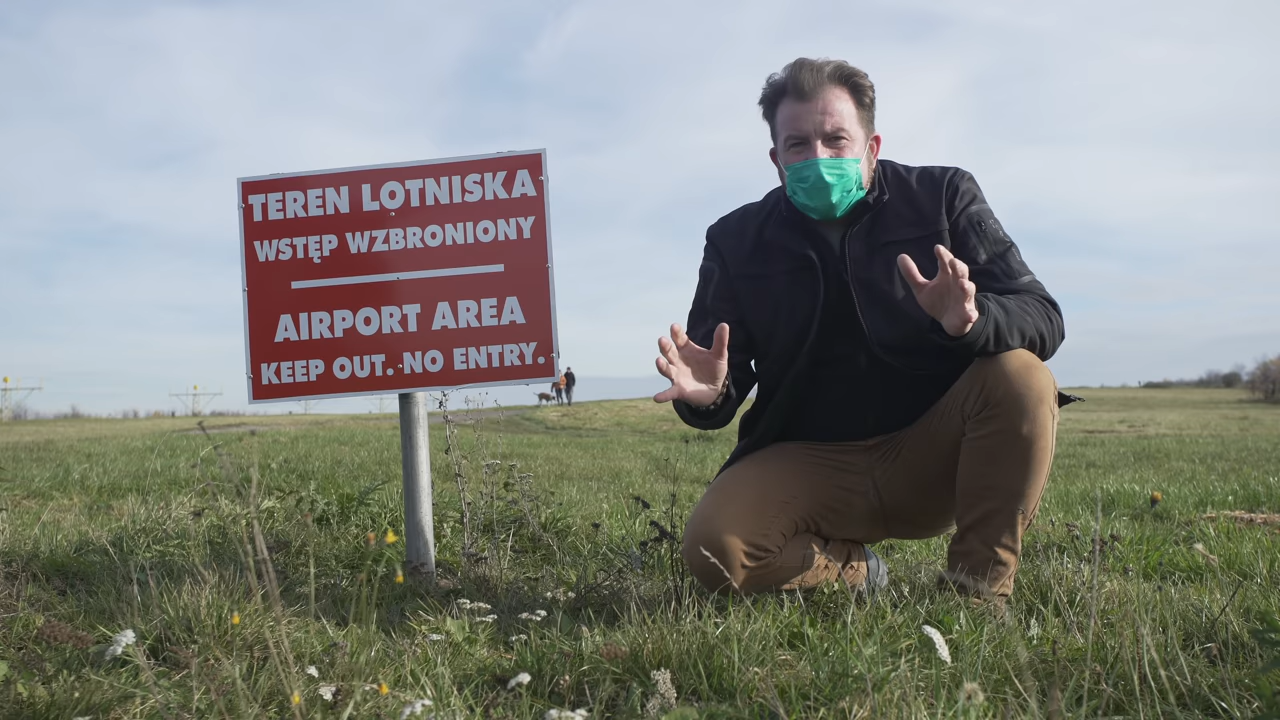 TEREN LOTNISKA
WSTĘP WZBRONIONY
AIRPORT AREA
KEEP OUT. NO ENTRY.